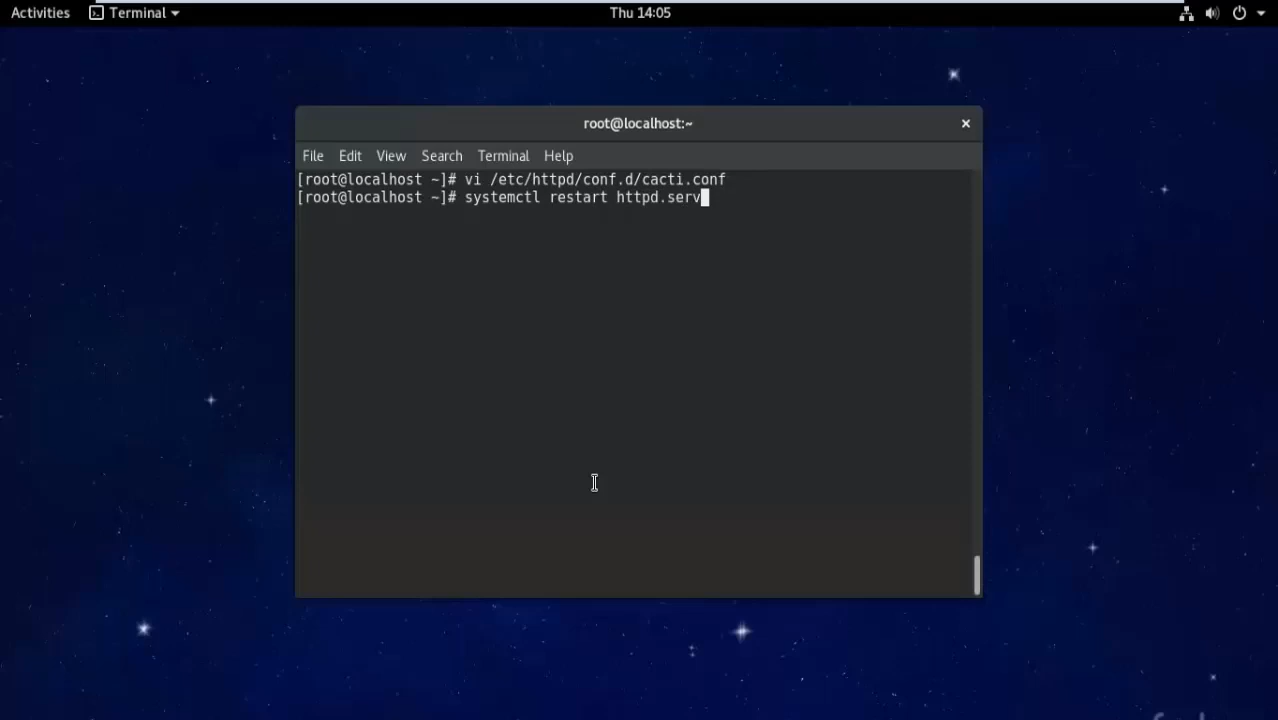 Activities Terminal Thu 14:05
root@localhost:~ ×
File Edit View Search Terminal Help
[root@localhost ~]# vi /etc/httpd/conf.d/cacti.conf
[root@localhost ~]# systemctl restart httpd.serv